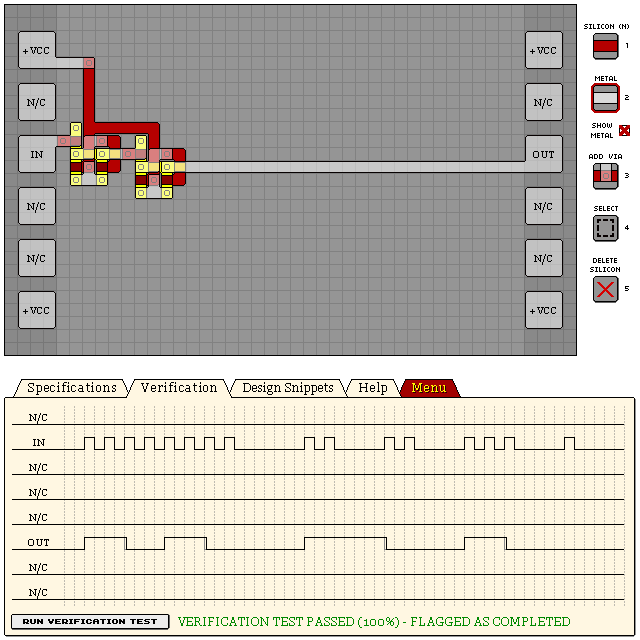 SILICON (N)
+VCC
+VCC
1
METAL
N/C
N/C
2
SHOW
METAL
IN
OUT
ADD VIA
3
N/C
N/C
SELECT
4
N/C
N/C
DELETE
SILICON
5
+VCC
+VCC
Specifications
Verification
Design Snippets
Help
Menu
N/C
IN
N/C
N/C
N/C
OUT
N/C
N/C
RUN VERIFICATION TEST
VERIFICATION TEST PASSED (100%) - FLAGGED AS COMPLETED